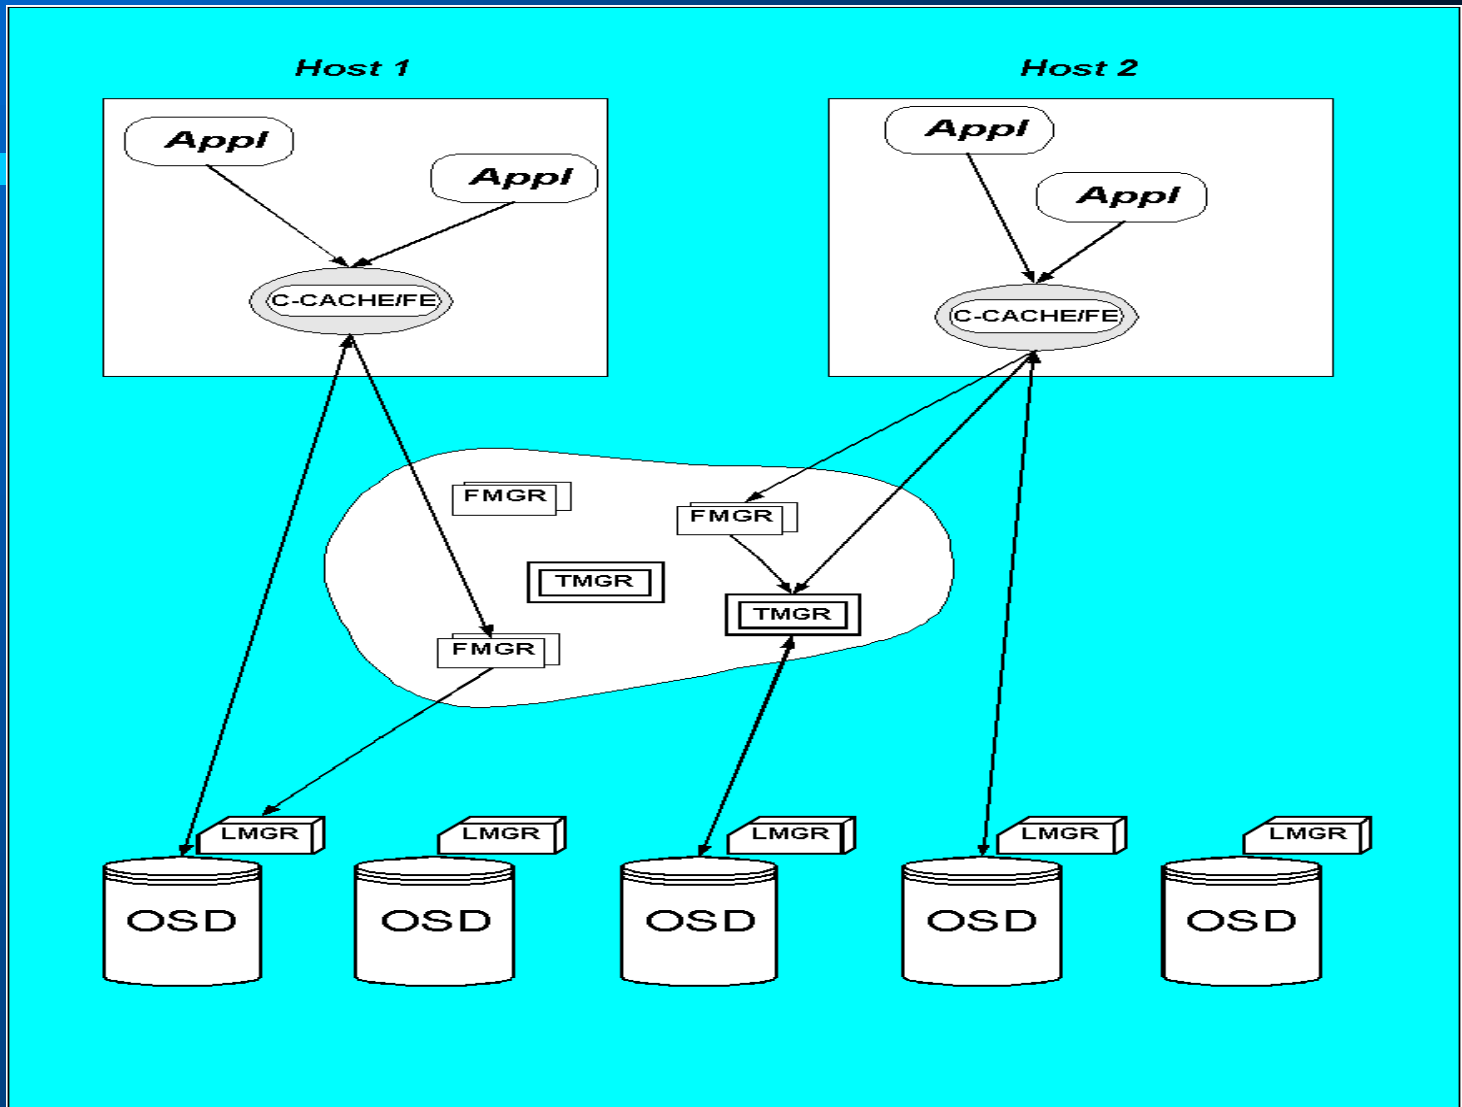 Host 1
Host 2
Appl
Appl
Appl
Appl
C-CACHE/FE
C-CACHE/FE
FMGR
FMGR
TMGR
TMGR
FMGR
LMGR
LMGR
LMGR
LMGR
LMGR
OSD
OSD
OSD
OSD
OSD